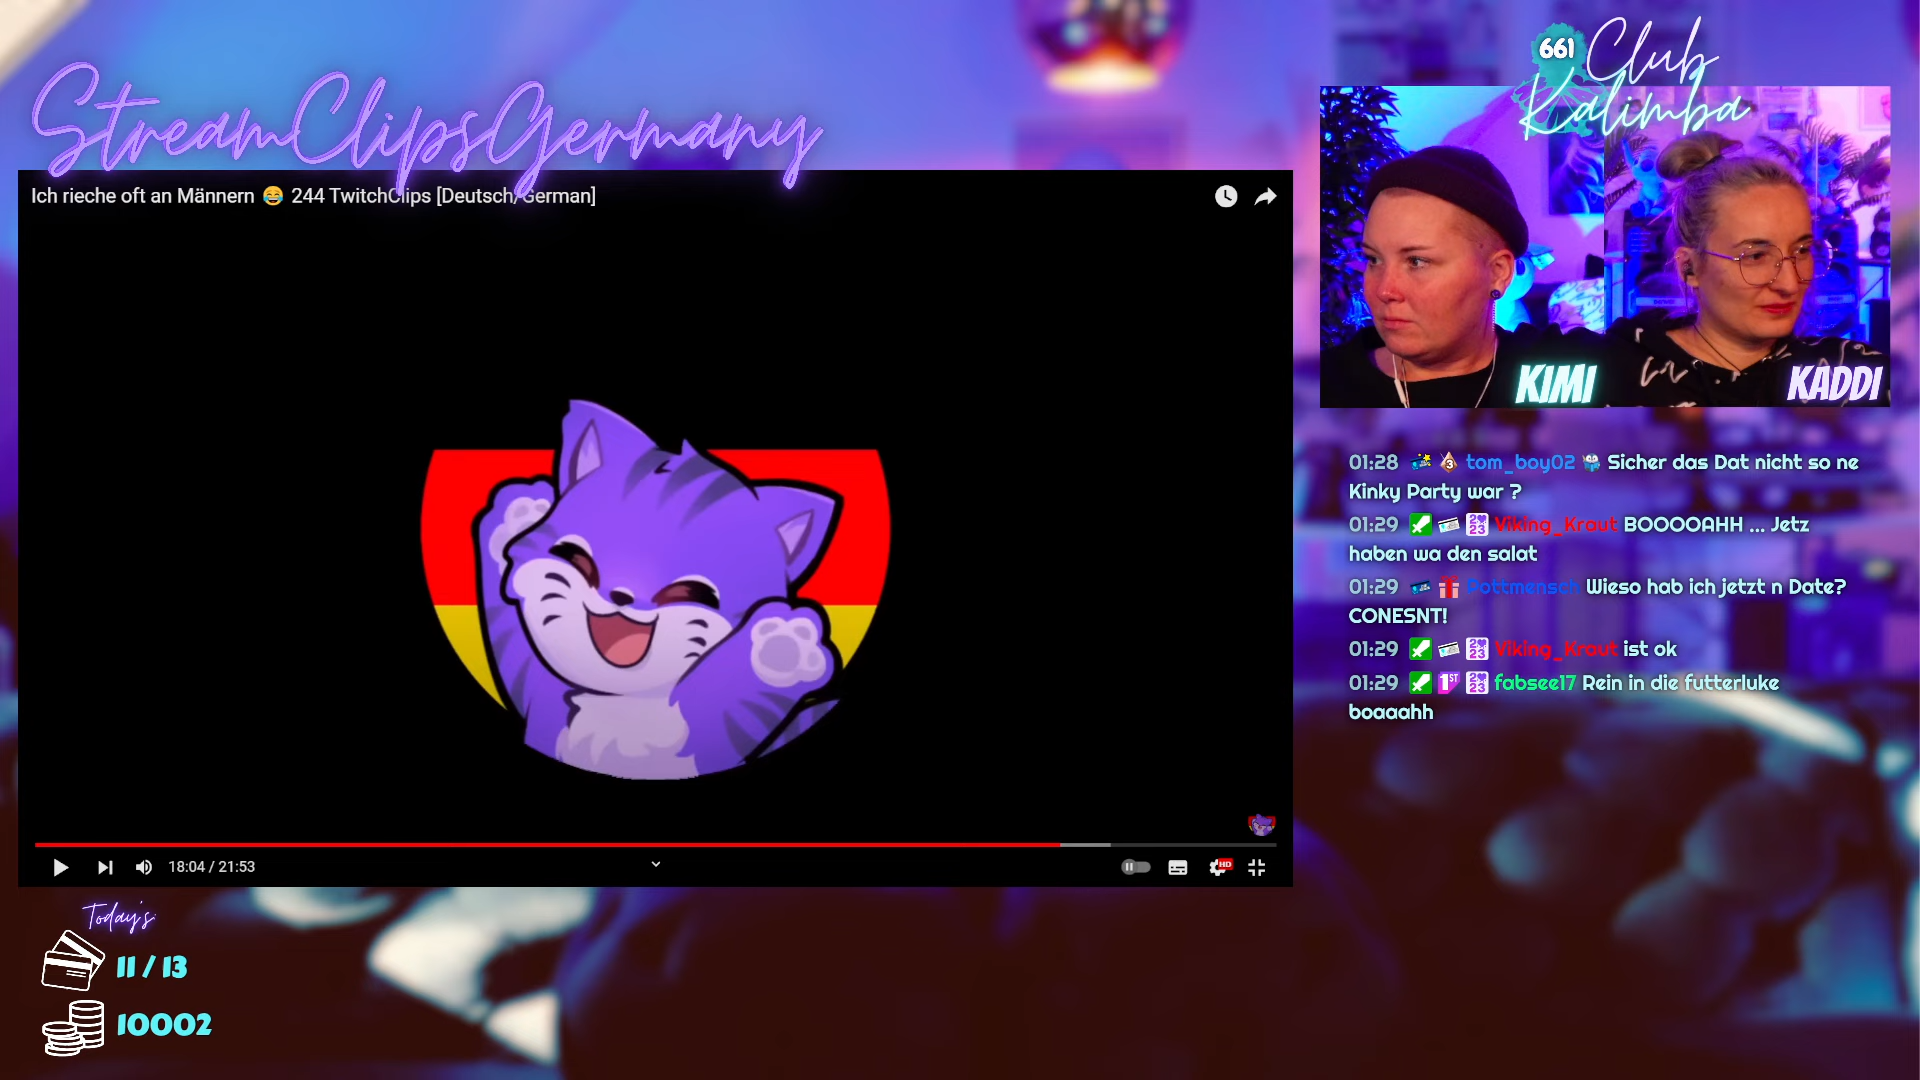 StreamClipsGermany
Ich rieche oft an Männern 😂 244 TwitchClips [Deutsch/German]
661 Club
Kalimba
KIMI
KADDI
01:28 tom_boy02 Sicher das Dat nicht so ne
Kinky Party war ?
01:29 Viking_Kraut BOOOOAHH ... Jetz
haben wa den salat
01:29 Pottmensch Wieso hab ich jetzt n Date?
CONESNT!
01:29 Viking_Kraut ist ok
01:29 fabsee17 Rein in die futterluke
boaaahh
18:04 / 21:53
HD
Today's
11 / 13
10002